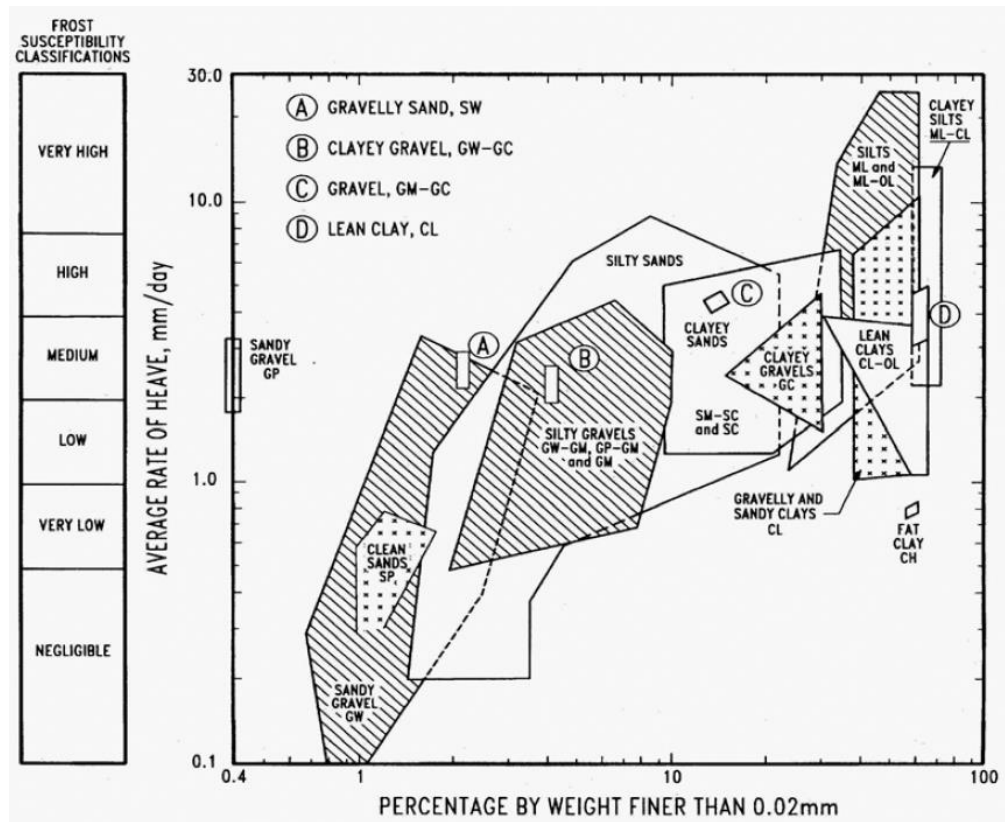 FROST
SUSCEPTIBILITY
CLASSIFICATIONS
VERY HIGH
HIGH
MEDIUM
LOW
VERY LOW
NEGLIGIBLE
AVERAGE RATE OF HEAVE, mm/day
30.0
10.0
1.0
0.1
A GRAVELLY SAND, SW
B CLAYEY GRAVEL, GW-GC
C GRAVEL, GM-GC
D LEAN CLAY, CL
SANDY
GRAVEL
GP
A
B
C
D
SILTY SANDS
CLAYEY
SANDS
SM-SC
and SC
CLAYEY
GRAVELS
GC
SILTY GRAVELS
GW-GM, GP-GM
and GM
CLEAN
SANDS
SP
SANDY
GRAVEL
GW
SILTS
ML and
ML-OL
CLAYEY
SILTS
ML-CL
LEAN
CLAYS
CL-OL
GRAVELLY AND
SANDY CLAYS
CL
FAT
CLAY
CH
0.4
1
2
10
100
PERCENTAGE BY WEIGHT FINER THAN 0.02mm